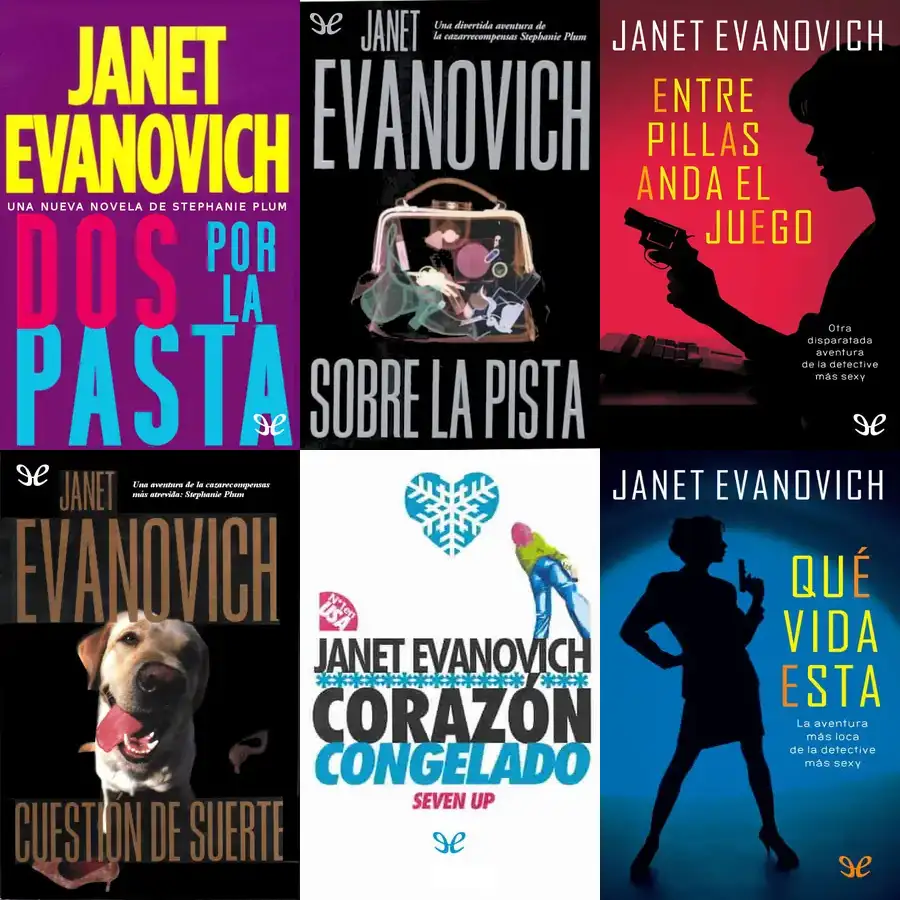 JANET
EVANOVICH
UNA NUEVA NOVELA DE STEPHANIE PLUM
DOS POR
LA
PASTA
JANET
Una divertida aventura de
la cazarrecompensas Stephanie Plum
EVANOVICH
SOBRE LA PISTA
JANET EVANOVICH
ENTRE
PILLAS
ANDA EL
JUEGO
Otra
disparatada
aventura
de la detective
más sexy
JANET
Una aventura de la cazarrecompensas
más atrevida: Stephanie Plum
EVANOVICH
CUESTIÓN DE SUERTE
Nº1 en
USA
JANET EVANOVICH
CORAZÓN
CONGELADO
SEVEN UP
JANET EVANOVICH
QUÉ
VIDA
ESTA
La aventura
más loca
de la detective
más sexy